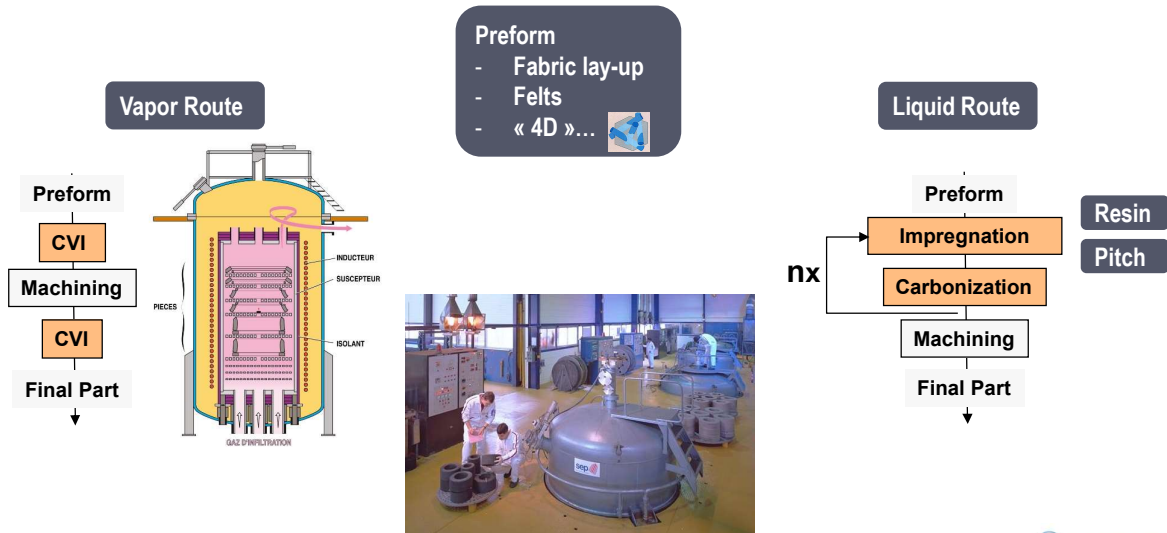 Preform
- Fabric lay-up
- Felts
- « 4D »...
Vapor Route
Preform
CVI
Machining
CVI
Final Part
PIECES
INDUCTEUR
SUSCEPTEUR
ISOLANT
GAZ D'INFILTRATION
sep
Liquid Route
Preform
Impregnation
Carbonization
nx
Machining
Final Part
Resin
Pitch